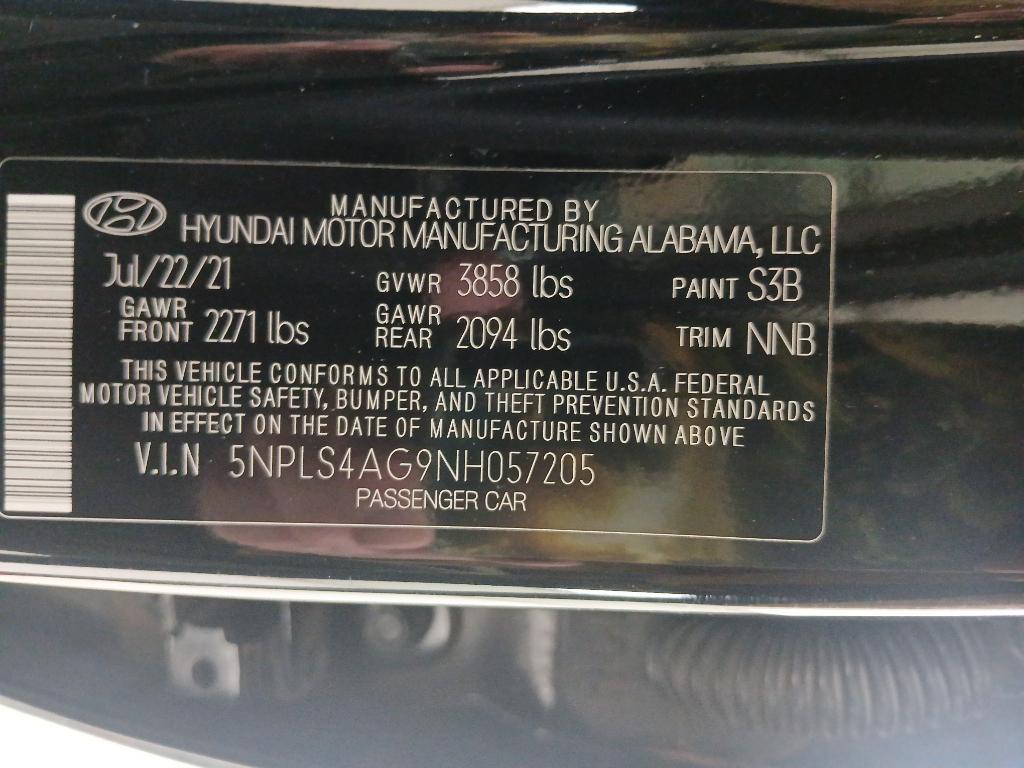 MANUFACTURED BY
HYUNDAI MOTOR MANUFACTURING ALABAMA, LLC
Jul/22/21 GVWR 3858 lbs PAINT S3B
GAWR FRONT 2271 lbs GAWR REAR 2094 lbs TRIM NNB
THIS VEHICLE CONFORMS TO ALL APPLICABLE U.S.A. FEDERAL
MOTOR VEHICLE SAFETY, BUMPER, AND THEFT PREVENTION STANDARDS
IN EFFECT ON THE DATE OF MANUFACTURE SHOWN ABOVE
V.I.N 5NPLS4AG9NH057205
PASSENGER CAR